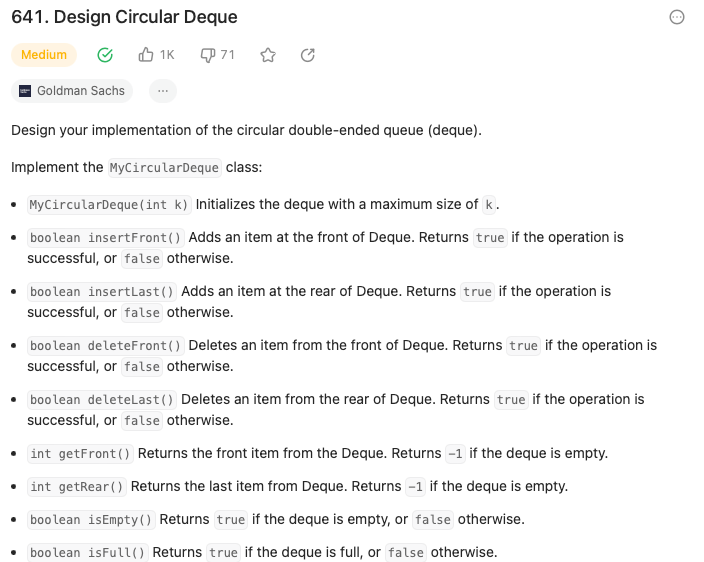 641. Design Circular Deque
Medium 1K 71
Goldman Sachs ...
Design your implementation of the circular double-ended queue (deque).
Implement the MyCircularDeque class:
• MyCircularDeque(int k) Initializes the deque with a maximum size of k.
• boolean insertFront() Adds an item at the front of Deque. Returns true if the operation is
successful, or false otherwise.
• boolean insertLast() Adds an item at the rear of Deque. Returns true if the operation is
successful, or false otherwise.
• boolean deleteFront() Deletes an item from the front of Deque. Returns true if the operation is
successful, or false otherwise.
• boolean deleteLast() Deletes an item from the rear of Deque. Returns true if the operation is
successful, or false otherwise.
• int getFront() Returns the front item from the Deque. Returns -1 if the deque is empty.
• int getRear() Returns the last item from Deque. Returns -1 if the deque is empty.
• boolean isEmpty() Returns true if the deque is empty, or false otherwise.
• boolean isFull() Returns true if the deque is full, or false otherwise.